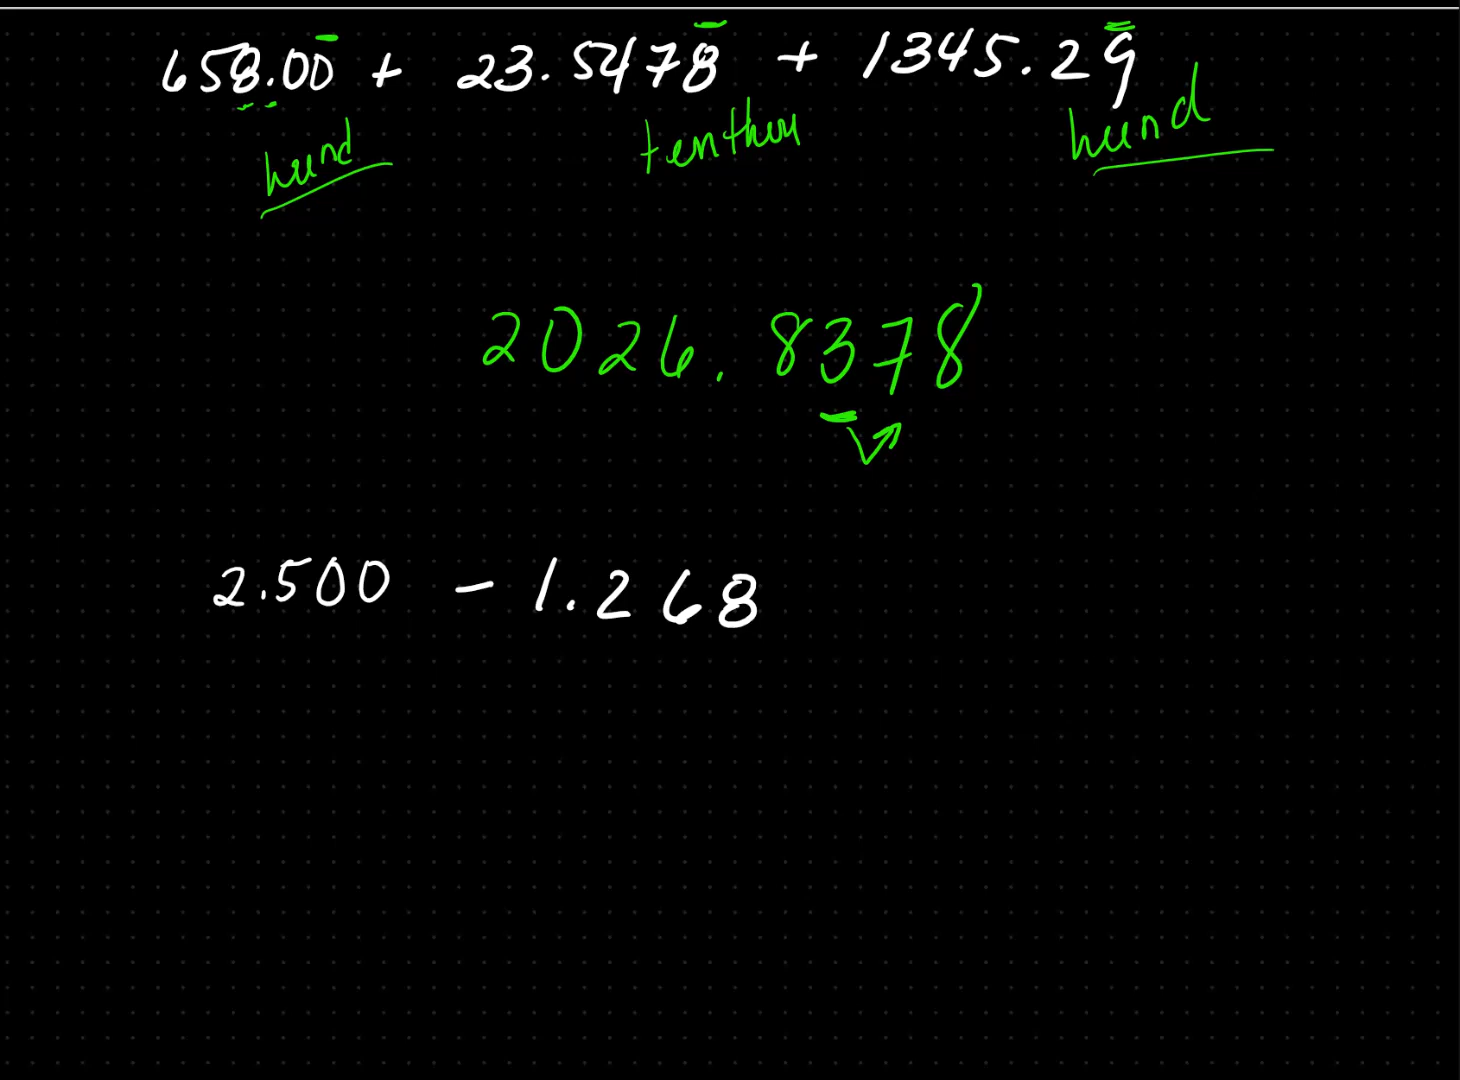 658.00 + 23.5478 + 1345.29
hund tenthou hund
2026.8378
2.500 - 1.268